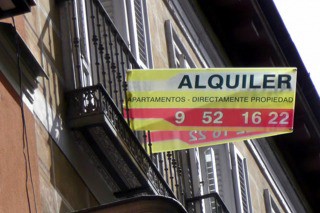 ALQUILER
APARTAMENTOS - DIRECTAMENTE PROPIEDAD
9 52 16 22